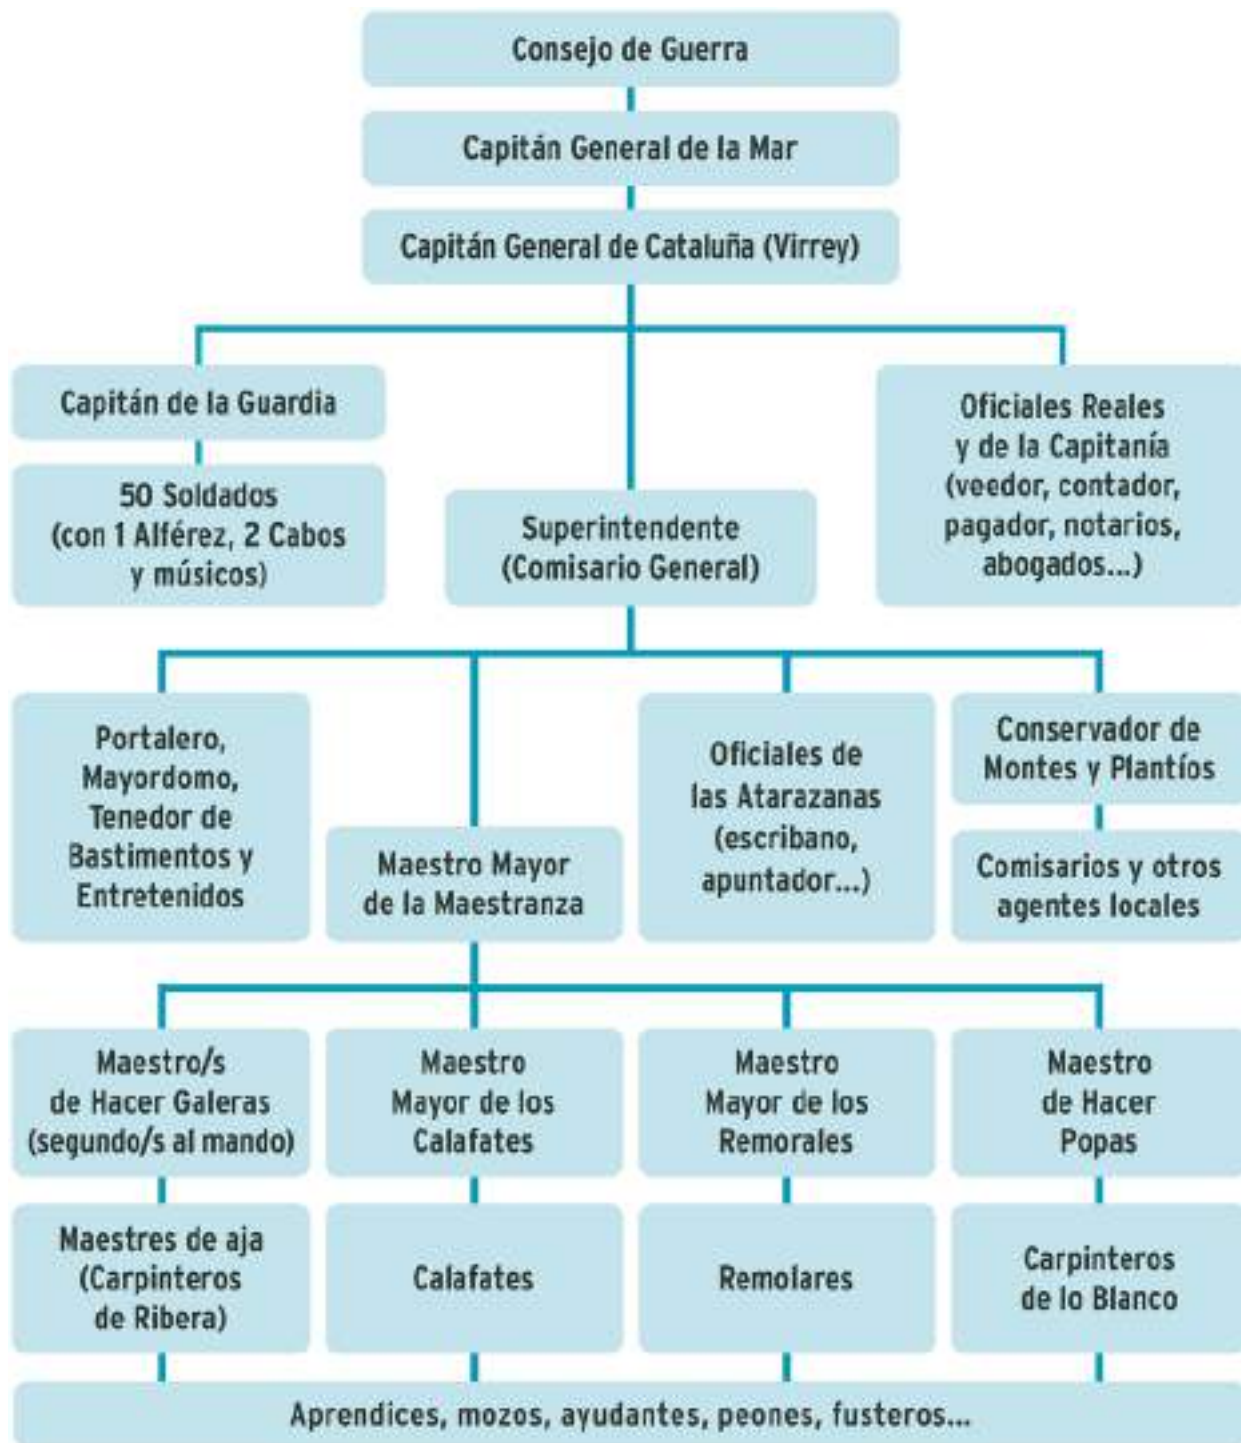 Consejo de Guerra
Capitán General de la Mar
Capitán General de Cataluña (Virrey)
Capitán de la Guardia
50 Soldados
(con 1 Alférez, 2 Cabos
y músicos)
Superintendente
(Comisario General)
Oficiales Reales
y de la Capitanía
(veedor, contador,
pagador, notarios,
abogados...)
Portalero,
Mayordomo,
Tenedor de
Bastimentos y
Entretenidos
Maestro Mayor
de la Maestranza
Oficiales de
las Atarazanas
(escribano,
apuntador...)
Conservador de
Montes y Plantíos
Comisarios y otros
agentes locales
Maestro/s
de Hacer Galeras
(segundo/s al mando)
Maestro
Mayor de los
Calafates
Maestro
Mayor de los
Remorales
Maestro
de Hacer
Popas
Maestres de aja
(Carpinteros
de Ribera)
Calafates
Remolares
Carpinteros
de lo Blanco
Aprendices, mozos, ayudantes, peones, fusteros...